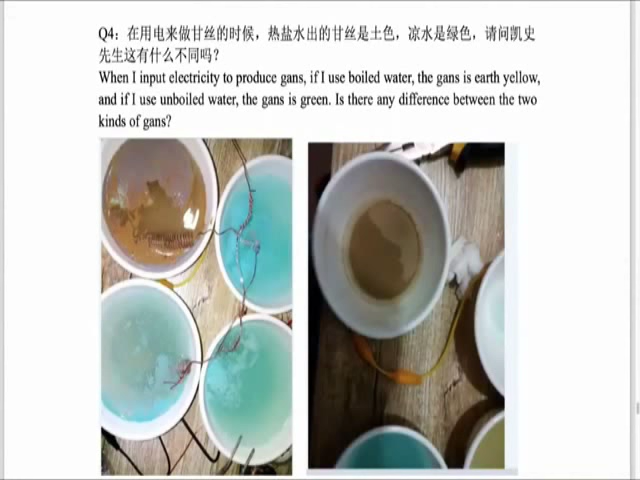 Q4：在用电来做甘丝的时候，热盐水出的甘丝是土色，凉水是绿色，请问凯史
先生这有什么不同吗？
When I input electricity to produce gans, if I use boiled water, the gans is earth yellow,
and if I use unboiled water, the gans is green. Is there any difference between the two
kinds of gans?